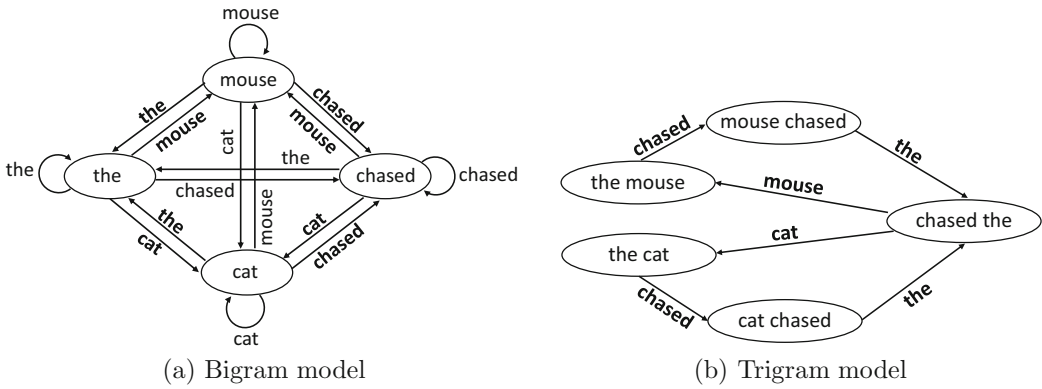 mouse
mouse
the
mouse
chased
mouse
cat
the
the
the
chased
chased
chased
the
cat
mouse
cat
chased
cat
cat
(a) Bigram model
chased
mouse chased
the
the mouse
mouse
chased the
cat
the cat
chased
cat chased
the
(b) Trigram model